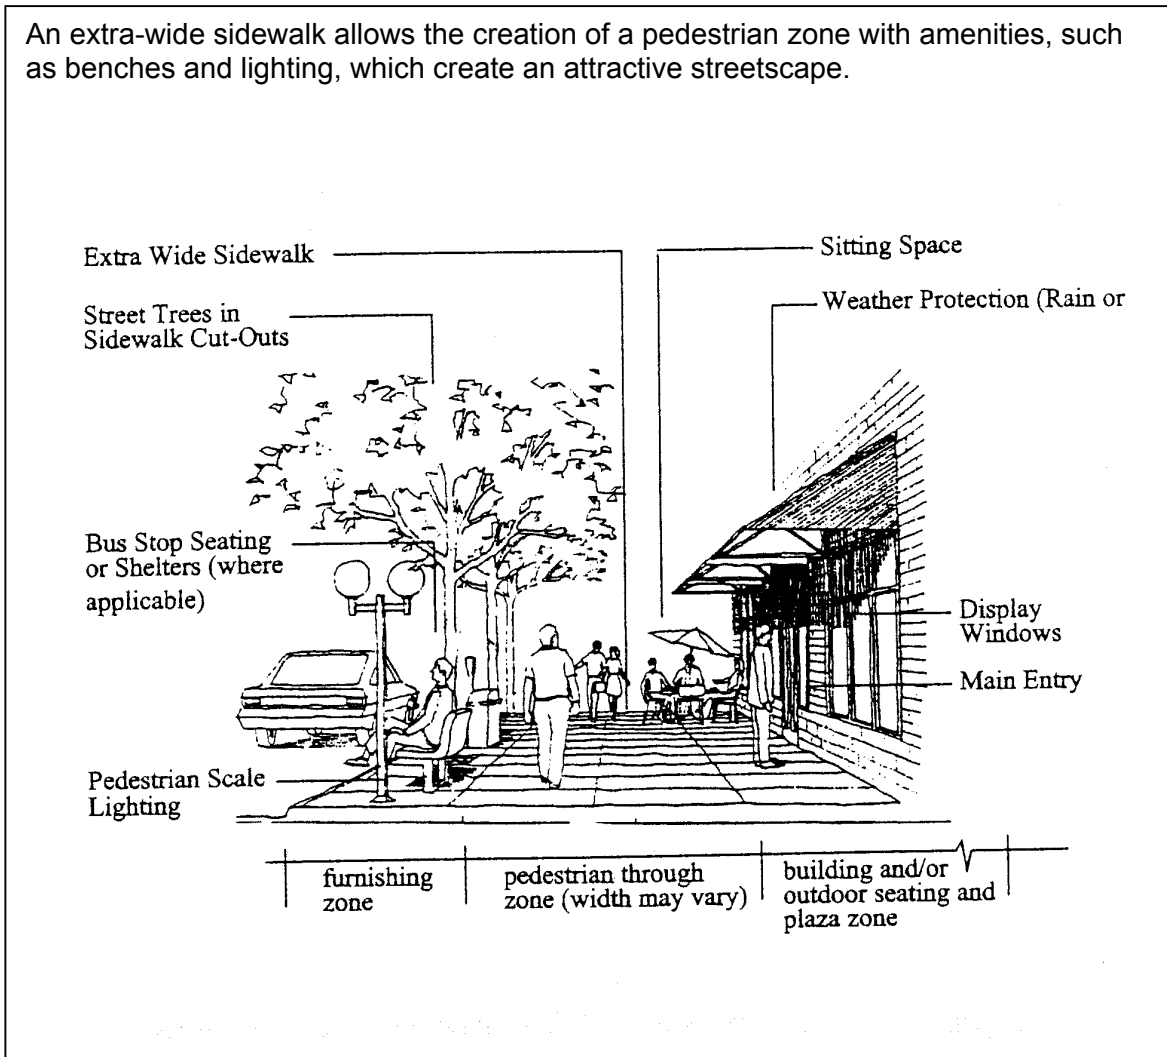 An extra-wide sidewalk allows the creation of a pedestrian zone with amenities, such
as benches and lighting, which create an attractive streetscape.
Extra Wide Sidewalk
Sitting Space
Street Trees in
Sidewalk Cut-Outs
Weather Protection (Rain or
Bus Stop Seating
or Shelters (where
applicable)
Display
Windows
Main Entry
Pedestrian Scale
Lighting
furnishing
zone
pedestrian through
zone (width may vary)
building and/or
outdoor seating and
plaza zone